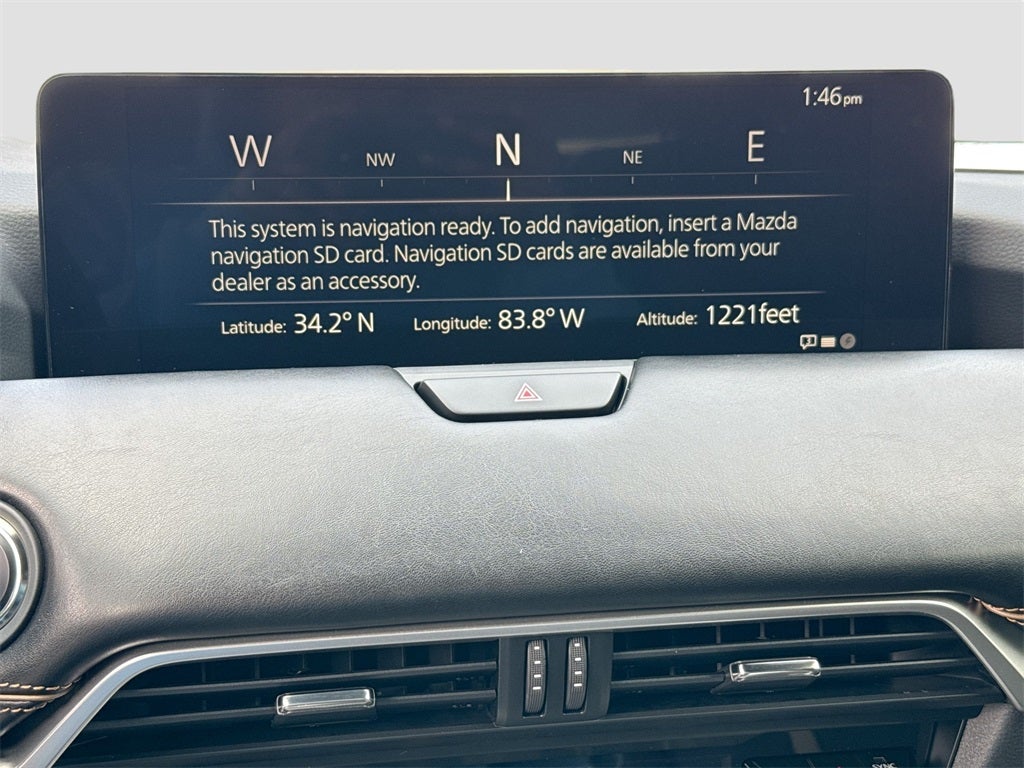 1:46pm
W NW N NE E
This system is navigation ready. To add navigation, insert a Mazda
navigation SD card. Navigation SD cards are available from your
dealer as an accessory.
Latitude: 34.2° N Longitude: 83.8° W Altitude: 1221feet
SYNC